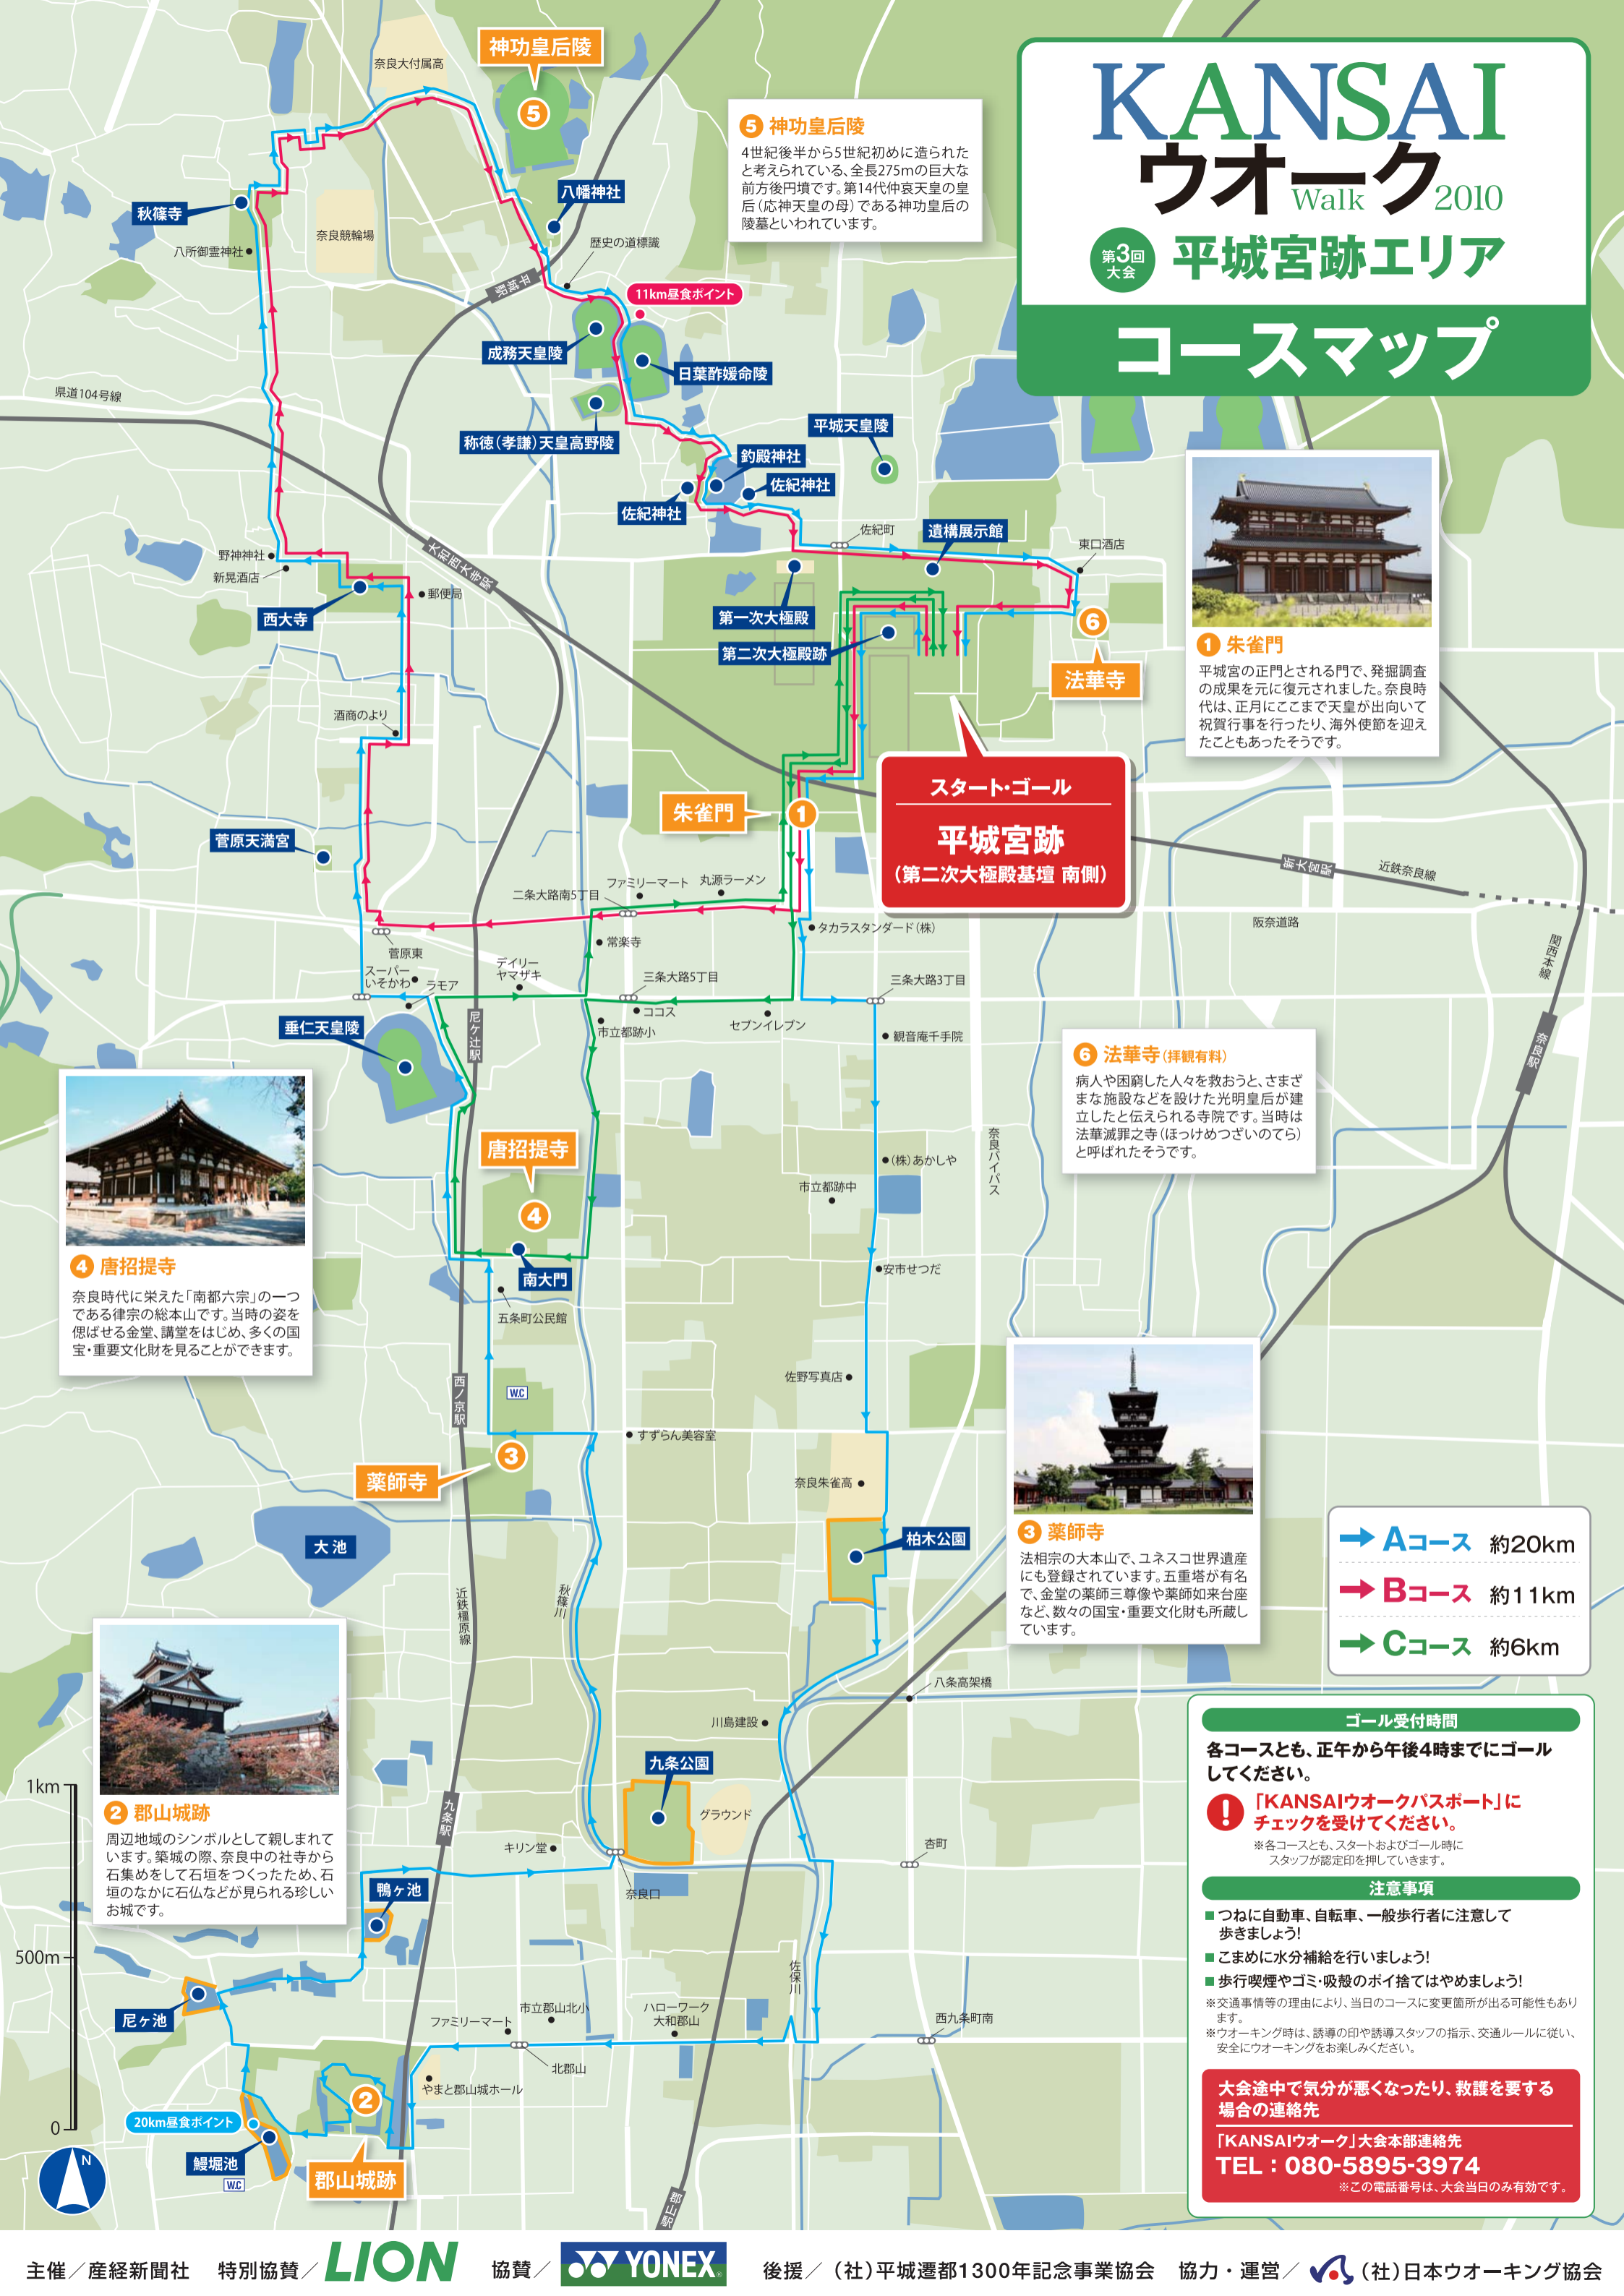 KANSAI
ウオーク Walk 2010
第3回大会 平城宮跡エリア
コースマップ
神功皇后陵
5
奈良大付属高
八幡神社
歴史の道標識
秋篠寺
八所御霊神社
奈良競輪場
11km昼食ポイント
成務天皇陵
日葉酢媛命陵
称徳(孝謙)天皇高野陵
県道104号線
平城天皇陵
釣殿神社
佐紀神社
佐紀神社
佐紀町
遺構展示館
東口酒店
大和西大寺駅
野神神社
新晃酒店
西大寺
郵便局
第一次大極殿
第二次大極殿跡
6
法華寺
酒商のより
スタート・ゴール
平城宮跡
(第二次大極殿基壇 南側)
朱雀門
1
菅原天満宮
新大宮駅
近鉄奈良線
阪奈道路
関西本線
奈良駅
二条大路南5丁目
ファミリーマート
丸源ラーメン
常楽寺
タカラスタンダード(株)
菅原東
スーパーいそかわ
ラモア
デイリーヤマザキ
三条大路5丁目
ココス
市立都跡小
セブンイレブン
三条大路3丁目
観音庵千手院
垂仁天皇陵
尼ケ辻駅
唐招提寺
4
南大門
五条町公民館
(株)あかしや
市立都跡中
奈良バイパス
安市せつだ
佐野写真店
西ノ京駅
W.C
すずらん美容室
3
薬師寺
奈良朱雀高
柏木公園
大池
近鉄橿原線
秋篠川
八条高架橋
川島建設
九条公園
グラウンド
九条駅
キリン堂
奈良口
杏町
鴨ヶ池
佐保川
尼ヶ池
ファミリーマート
市立郡山北小
ハローワーク大和郡山
西九条町南
北郡山
やまと郡山城ホール
2
20km昼食ポイント
鰻堀池
W.C
郡山城跡
郡山駅
1km
500m
0
N
5 神功皇后陵
4世紀後半から5世紀初めに造られた
と考えられている、全長275mの巨大な
前方後円墳です。第14代仲哀天皇の皇
后(応神天皇の母)である神功皇后の
陵墓といわれています。
1 朱雀門
平城宮の正門とされる門で、発掘調査
の成果を元に復元されました。奈良時
代は、正月にここまで天皇が出向いて
祝賀行事を行ったり、海外使節を迎え
たこともあったそうです。
6 法華寺(拝観有料)
病人や困窮した人々を救おうと、さまざ
まな施設などを設けた光明皇后が建
立したと伝えられる寺院です。当時は
法華滅罪之寺(ほっけめつざいのてら)
と呼ばれたそうです。
4 唐招提寺
奈良時代に栄えた「南都六宗」の一つ
である律宗の総本山です。当時の姿を
偲ばせる金堂、講堂をはじめ、多くの国
宝・重要文化財を見ることができます。
3 薬師寺
法相宗の大本山で、ユネスコ世界遺産
にも登録されています。五重塔が有名
で、金堂の薬師三尊像や薬師如来台座
など、数々の国宝・重要文化財も所蔵し
ています。
2 郡山城跡
周辺地域のシンボルとして親しまれて
います。築城の際、奈良中の社寺から
石集めをして石垣をつくったため、石
垣のなかに石仏などが見られる珍しい
お城です。
Aコース 約20km
Bコース 約11km
Cコース 約6km
ゴール受付時間
各コースとも、正午から午後4時までにゴール
してください。
「KANSAIウオークパスポート」に
チェックを受けてください。
※各コースとも、スタートおよびゴール時に
スタッフが認定印を押していきます。
注意事項
■つねに自動車、自転車、一般歩行者に注意して
歩きましょう!
■こまめに水分補給を行いましょう!
■歩行喫煙やゴミ・吸殻のポイ捨てはやめましょう!
※交通事情等の理由により、当日のコースに変更箇所が出る可能性もあり
ます。
※ウオーキング時は、誘導の印や誘導スタッフの指示、交通ルールに従い、
安全にウオーキングをお楽しみください。
大会途中で気分が悪くなったり、救護を要する
場合の連絡先
「KANSAIウオーク」大会本部連絡先
TEL：080-5895-3974
※この電話番号は、大会当日のみ有効です。
主催／産経新聞社 特別協賛／LION 協賛／YONEX 後援／(社)平城遷都1300年記念事業協会 協力・運営／(社)日本ウオーキング協会